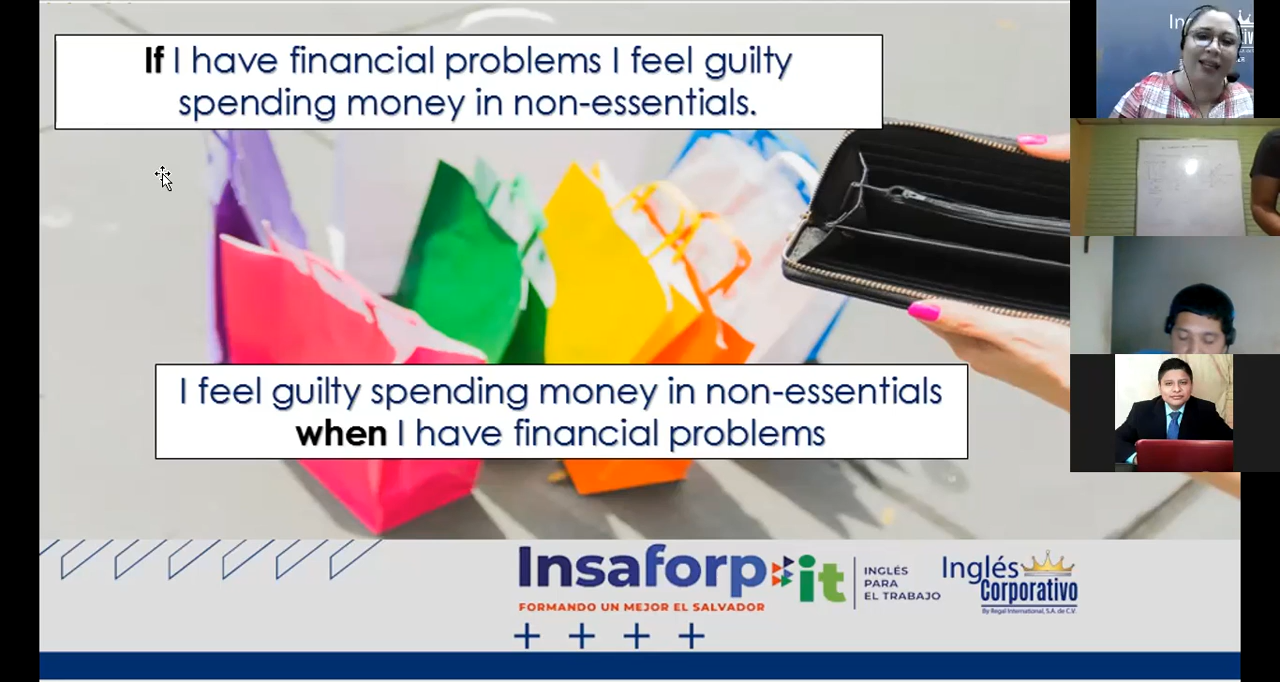 If I have financial problems I feel guilty
spending money in non-essentials.
I feel guilty spending money in non-essentials
when I have financial problems
Insaforp
FORMANDO UN MEJOR EL SALVADOR
it
INGLÉS
PARA
EL TRABAJO
Inglés
Corporativo
By Regal International, S.A. de C.V.